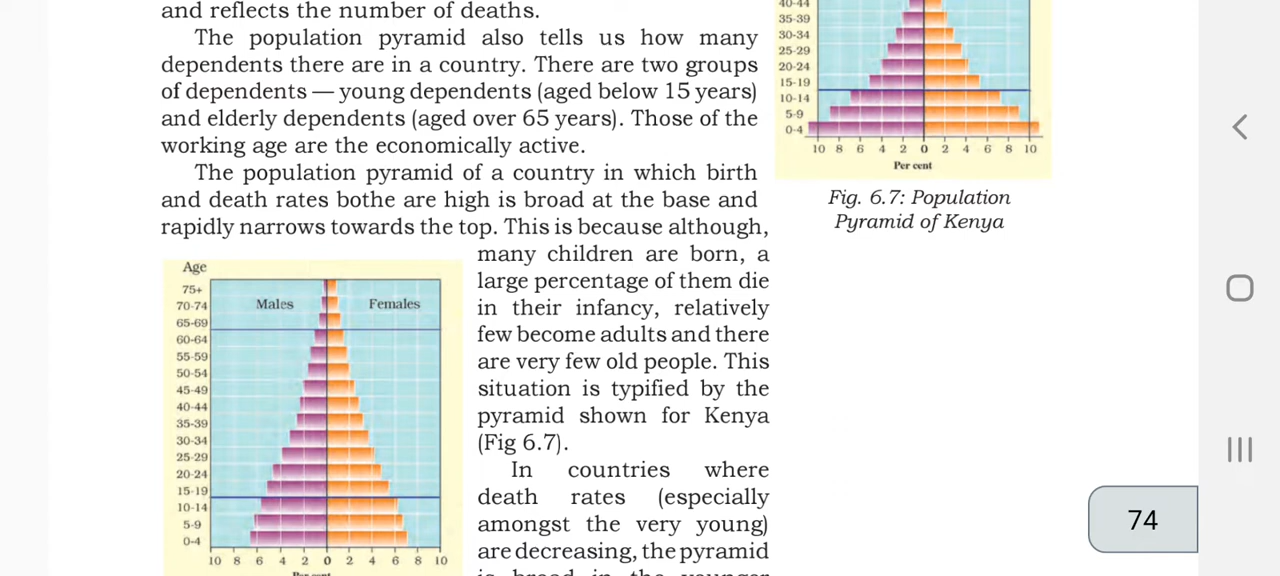 and reflects the number of deaths.
The population pyramid also tells us how many
dependents there are in a country. There are two groups
of dependents — young dependents (aged below 15 years)
and elderly dependents (aged over 65 years). Those of the
working age are the economically active.
The population pyramid of a country in which birth
and death rates bothe are high is broad at the base and
rapidly narrows towards the top. This is because although,
many children are born, a
large percentage of them die
in their infancy, relatively
few become adults and there
are very few old people. This
situation is typified by the
pyramid shown for Kenya
(Fig 6.7).
In countries where
death rates (especially
amongst the very young)
are decreasing, the pyramid
is broad in the younger
40-44
35-39
30-34
25-29
20-24
15-19
10-14
5-9
0-4
10 8 6 4 2 0 2 4 6 8 10
Per cent
Fig. 6.7: Population
Pyramid of Kenya
Age
75+
70-74
65-69
60-64
55-59
50-54
45-49
40-44
35-39
30-34
25-29
20-24
15-19
10-14
5-9
0-4
Males Females
10 8 6 4 2 0 2 4 6 8 10
Per cent
74